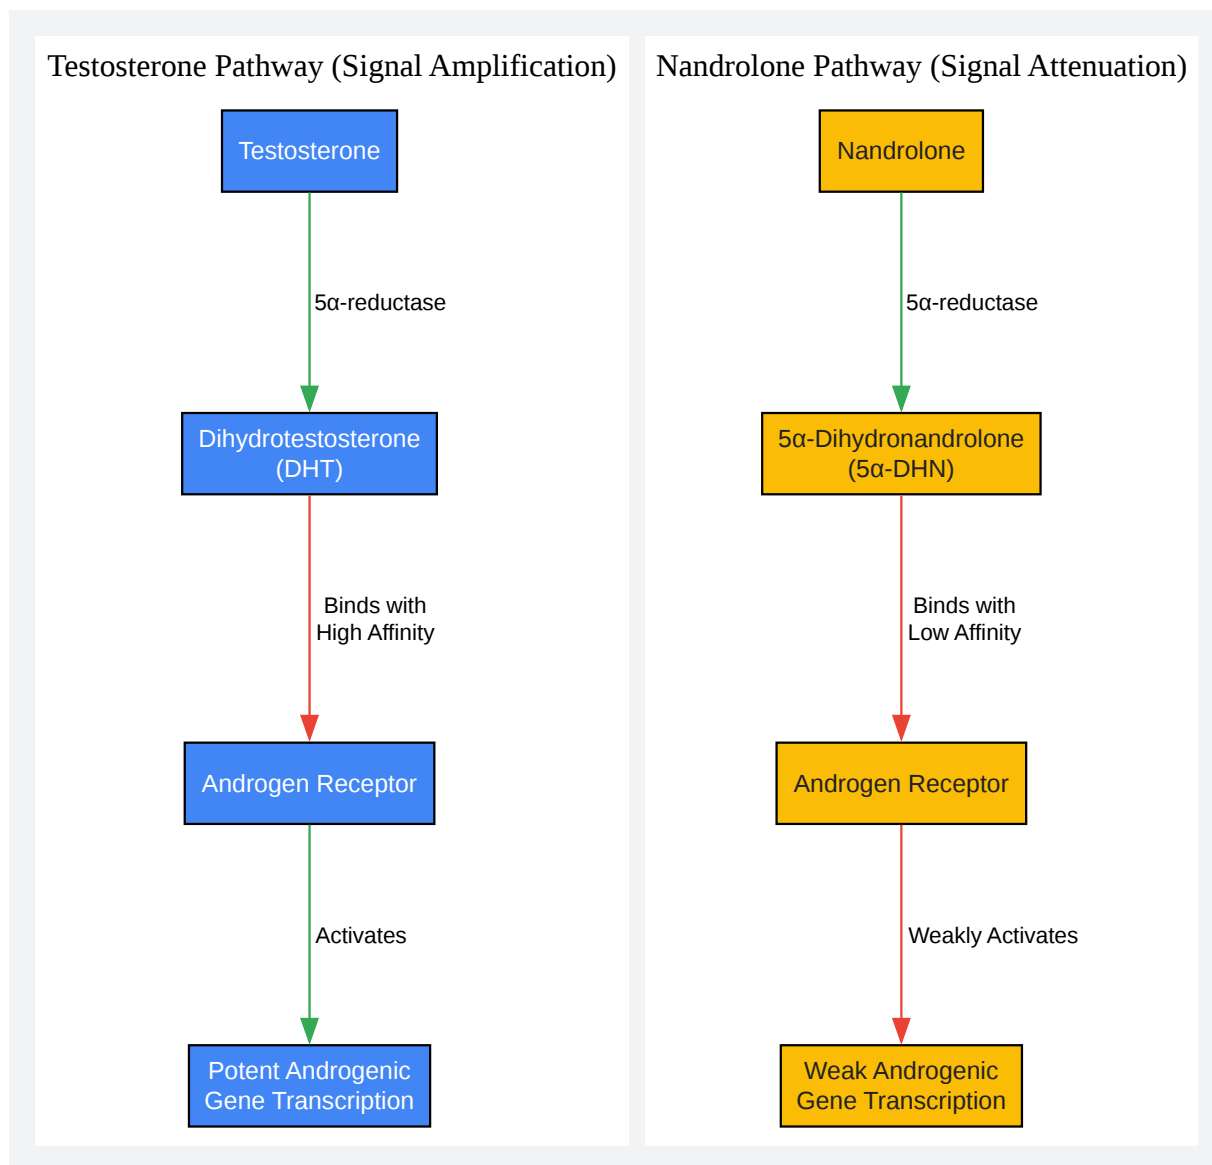 Testosterone Pathway (Signal Amplification)
Testosterone
5α-reductase
Dihydrotestosterone
(DHT)
Binds with
High Affinity
Androgen Receptor
Activates
Potent Androgenic
Gene Transcription
Nandrolone Pathway (Signal Attenuation)
Nandrolone
5α-reductase
5α-Dihydronandrolone
(5α-DHN)
Binds with
Low Affinity
Androgen Receptor
Weakly Activates
Weak Androgenic
Gene Transcription